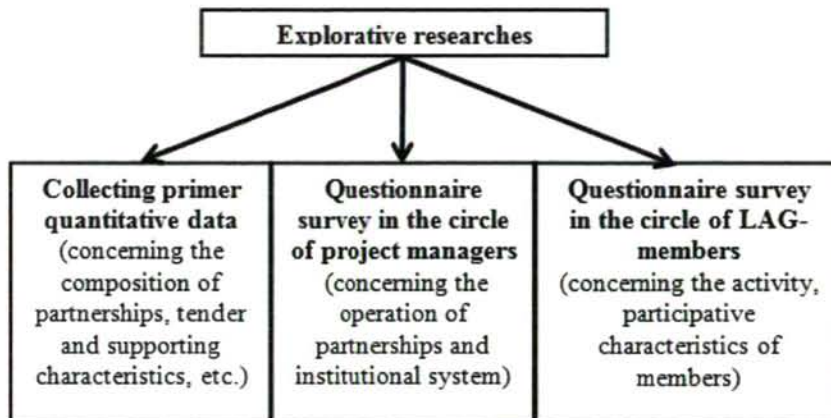 Explorative researches
Collecting primer
quantitative data
(concerning the
composition of
partnerships, tender
and supporting
characteristics, etc.)
Questionnaire
survey in the circle
of project managers
(concerning the
operation of
partnerships and
institutional system)
Questionnaire survey
in the circle of LAG-
members
(concerning the activity,
participative
characteristics of
members)